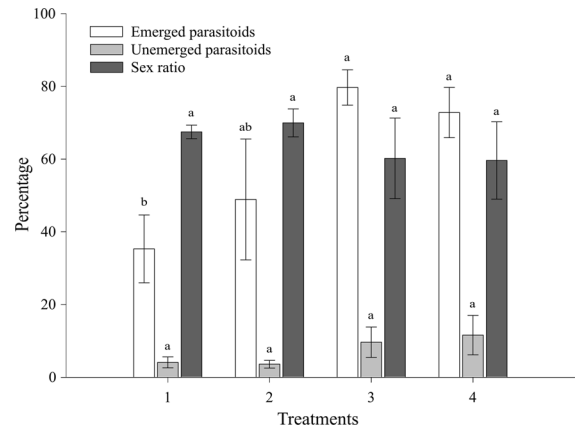 100
80
60
40
20
0
Percentage
Emerged parasitoids
Unemerged parasitoids
Sex ratio
b
a
a
ab
a
a
a
a
a
a
a
a
1
2
3
4
Treatments